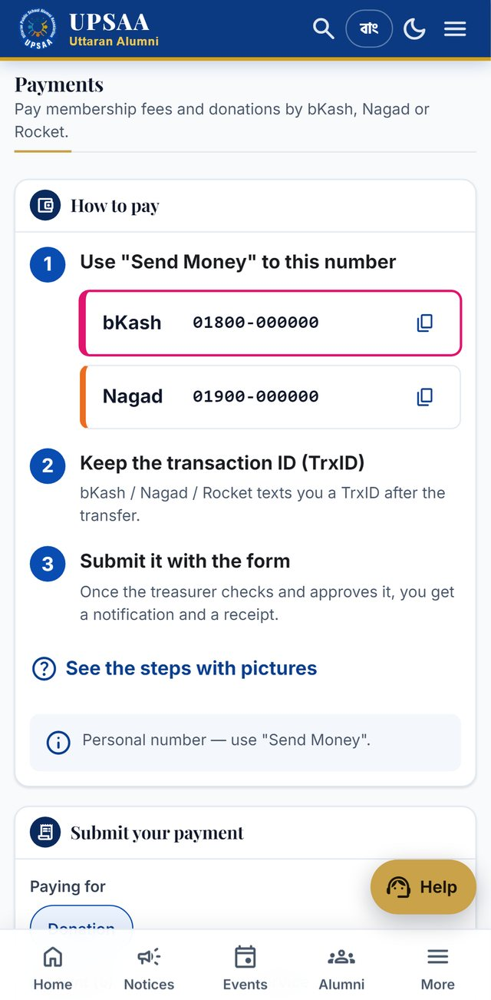 UPSAA
Uttaran Alumni
বাং
Payments
Pay membership fees and donations by bKash, Nagad or
Rocket.
How to pay
1
Use "Send Money" to this number
bKash 01800-000000
Nagad 01900-000000
2
Keep the transaction ID (TrxID)
bKash / Nagad / Rocket texts you a TrxID after the
transfer.
3
Submit it with the form
Once the treasurer checks and approves it, you get
a notification and a receipt.
See the steps with pictures
Personal number — use "Send Money".
Submit your payment
Paying for
Help
Donation
Home Notices Events Alumni More